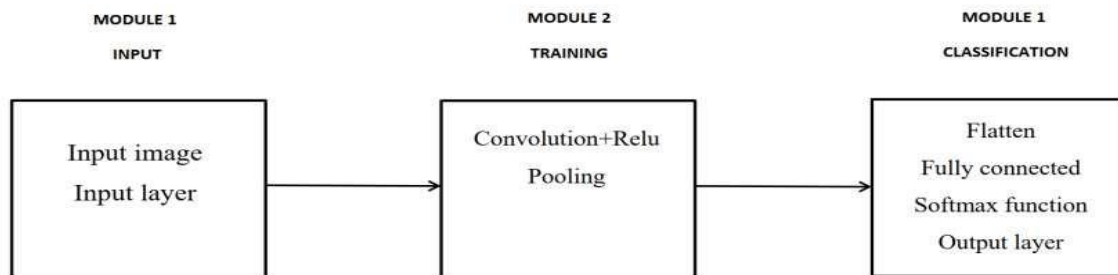 MODULE 1
INPUT
MODULE 2
TRAINING
MODULE 1
CLASSIFICATION
Input image
Input layer
Convolution+Relu
Pooling
Flatten
Fully connected
Softmax function
Output layer